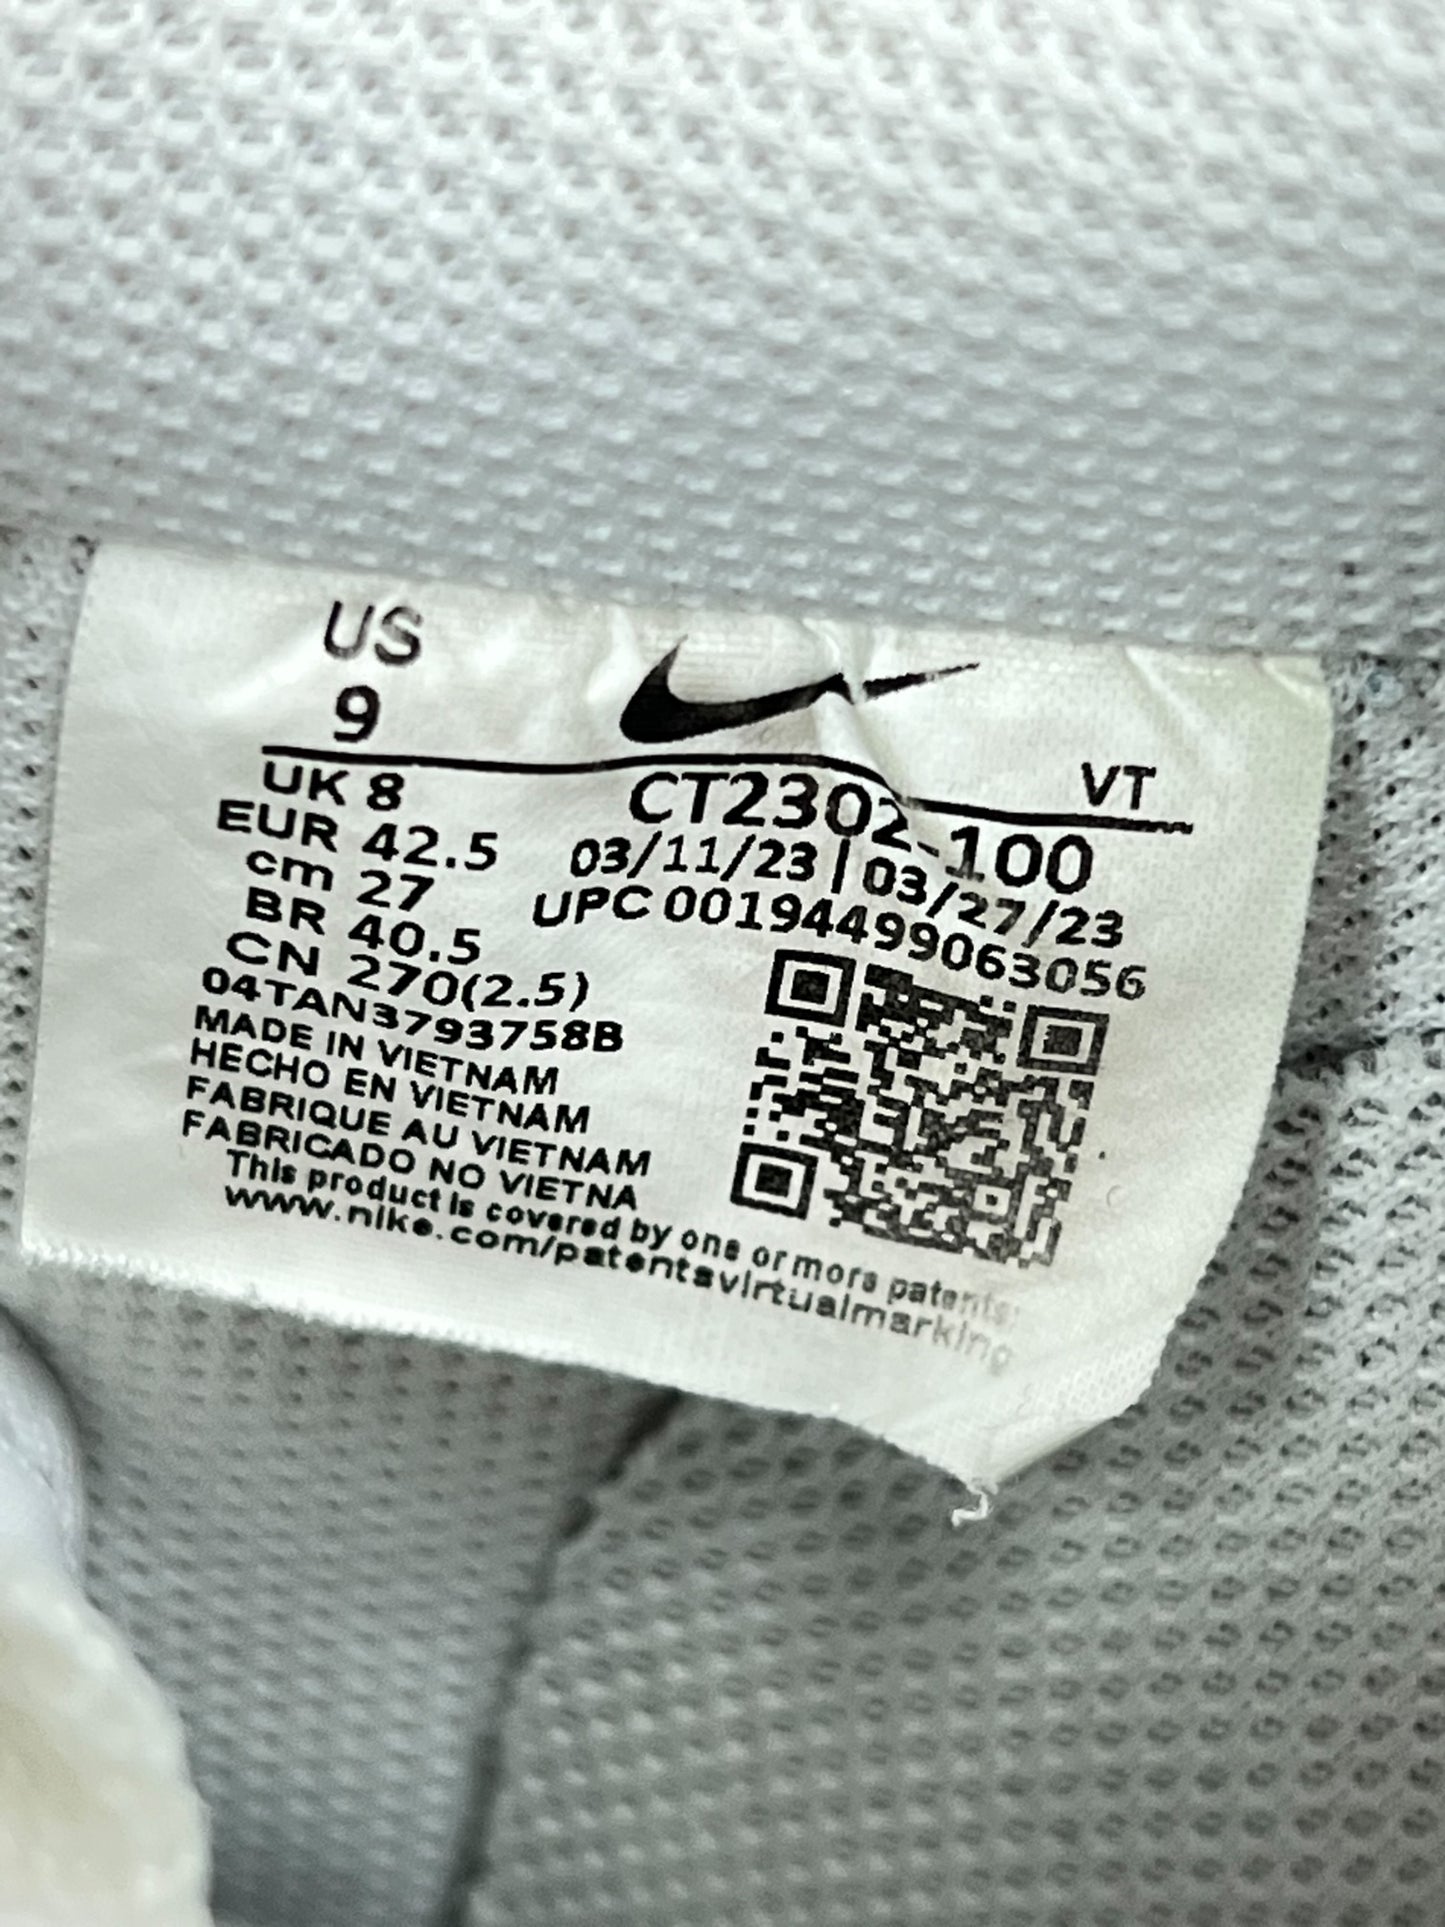 US
9
VT
UK 8
CT2302-100
EUR 42.5
03/11/23 | 03/27/23
cm 27
UPC 00194499063056
BR 40.5
CN 270(2.5)
04TAN3793758B
MADE IN VIETNAM
HECHO EN VIETNAM
FABRIQUE AU VIETNAM
FABRICADO NO VIETNA
This product is covered by one or more patents:
www.nike.com/patentsvirtualmarking